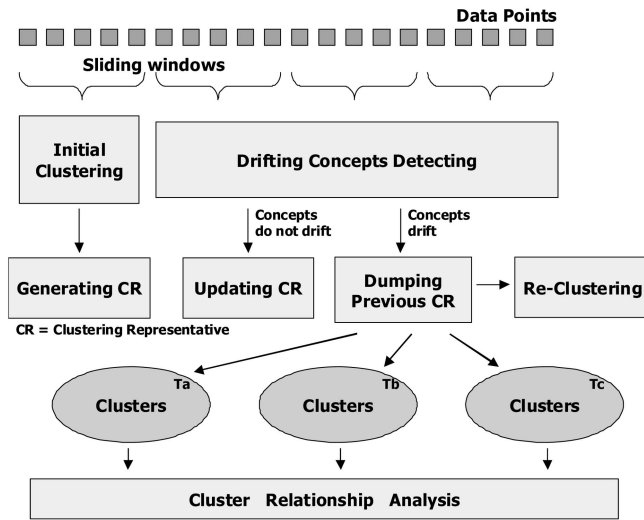 Data Points
Sliding windows
Initial
Clustering
Drifting Concepts Detecting
Concepts
do not drift
Concepts
drift
Generating CR
Updating CR
Dumping
Previous CR
Re-Clustering
CR = Clustering Representative
Ta
Clusters
Tb
Clusters
Tc
Clusters
Cluster Relationship Analysis